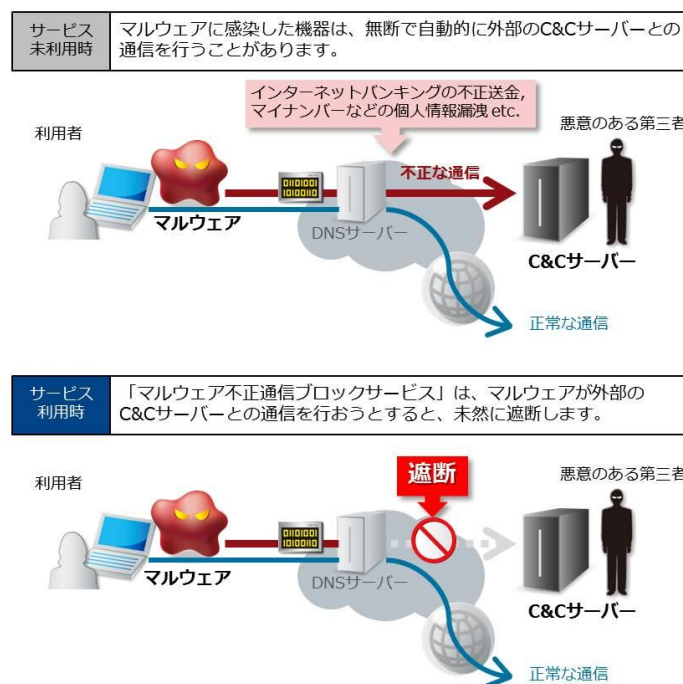 サービス
未利用時
マルウェアに感染した機器は、無断で自動的に外部のC&Cサーバーとの
通信を行うことがあります。
インターネットバンキングの不正送金,
マイナンバーなどの個人情報漏洩 etc.
利用者
悪意のある第三者
不正な通信
01101001
10100110
マルウェア
DNSサーバー
C&Cサーバー
正常な通信
サービス
利用時
「マルウェア不正通信ブロックサービス」は、マルウェアが外部の
C&Cサーバーとの通信を行おうとすると、未然に遮断します。
遮断
利用者
悪意のある第三者
01101001
10100110
マルウェア
DNSサーバー
C&Cサーバー
正常な通信